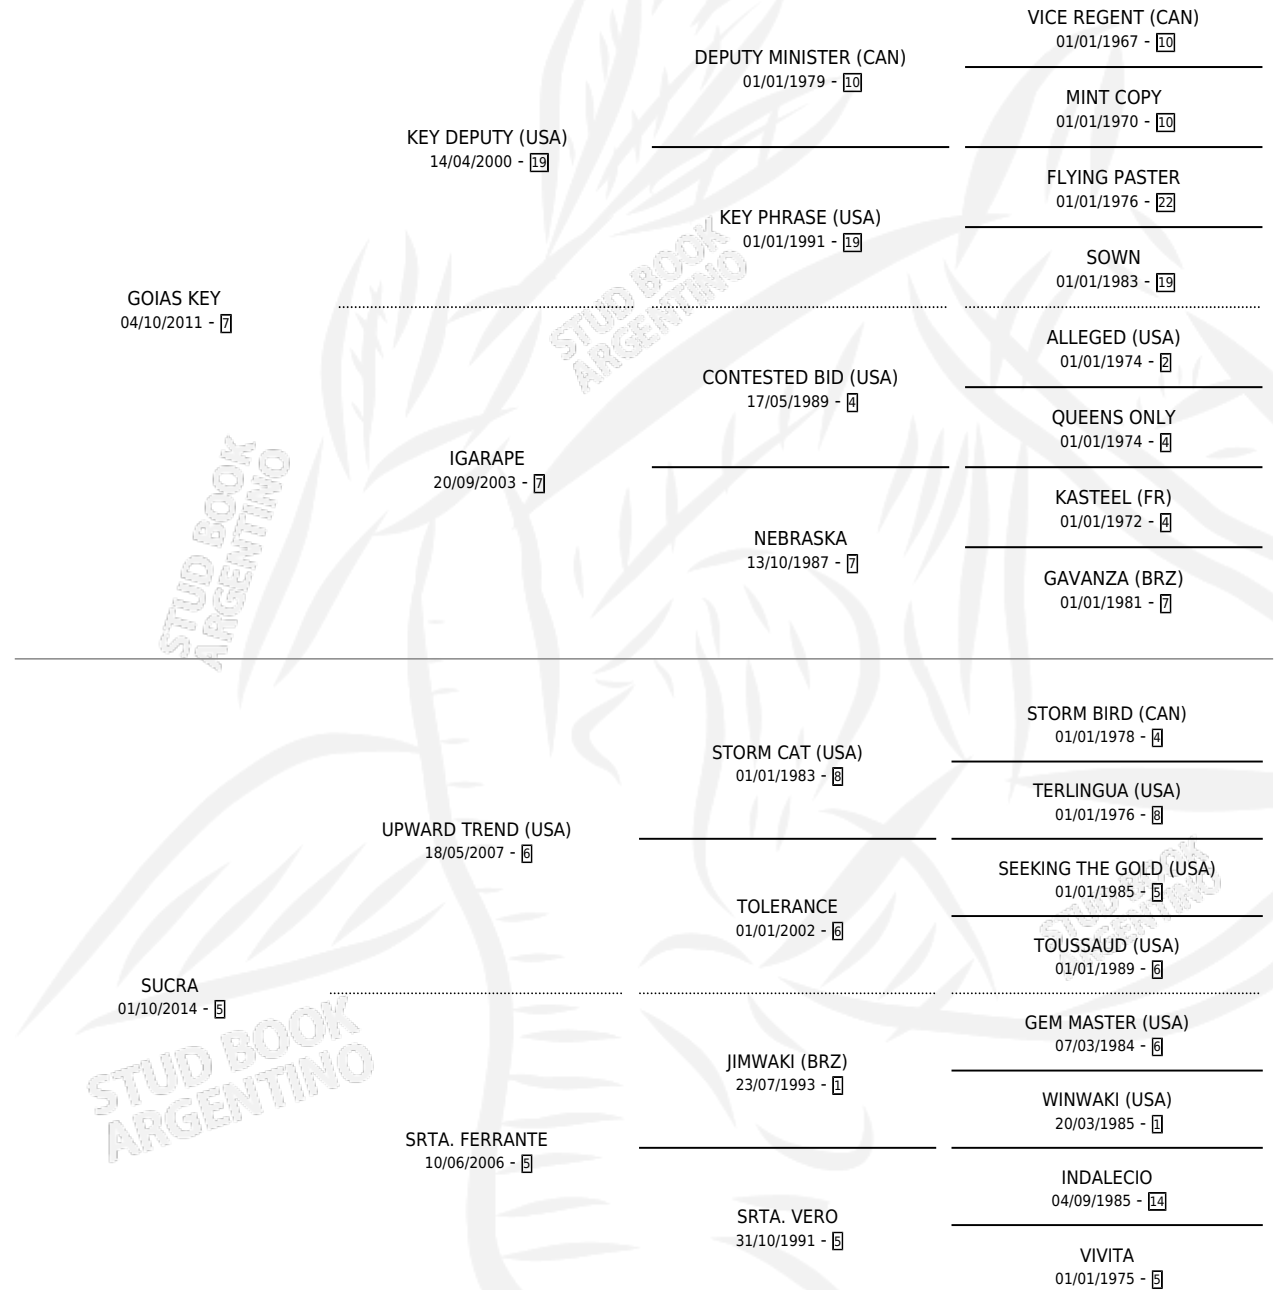 VICE REGENT (CAN)
01/01/1967 - 10
DEPUTY MINISTER (CAN)
01/01/1979 - 10
MINT COPY
01/01/1970 - 10
KEY DEPUTY (USA)
14/04/2000 - 19
FLYING PASTER
01/01/1976 - 22
KEY PHRASE (USA)
01/01/1991 - 19
SOWN
01/01/1983 - 19
GOIAS KEY
04/10/2011 - 7
ALLEGED (USA)
01/01/1974 - 2
CONTESTED BID (USA)
17/05/1989 - 4
QUEENS ONLY
01/01/1974 - 4
IGARAPE
20/09/2003 - 7
KASTEEL (FR)
01/01/1972 - 4
NEBRASKA
13/10/1987 - 7
GAVANZA (BRZ)
01/01/1981 - 7
STUD BOOK
ARGENTINO
STUD BOOK
ARGENTINO
STORM BIRD (CAN)
01/01/1978 - 4
STORM CAT (USA)
01/01/1983 - 8
TERLINGUA (USA)
01/01/1976 - 8
UPWARD TREND (USA)
18/05/2007 - 6
SEEKING THE GOLD (USA)
01/01/1985 - 5
TOLERANCE
01/01/2002 - 6
TOUSSAUD (USA)
01/01/1989 - 6
SUCRA
01/10/2014 - 5
GEM MASTER (USA)
07/03/1984 - 6
JIMWAKI (BRZ)
23/07/1993 - 1
WINWAKI (USA)
20/03/1985 - 1
SRTA. FERRANTE
10/06/2006 - 5
INDALECIO
04/09/1985 - 14
SRTA. VERO
31/10/1991 - 5
VIVITA
01/01/1975 - 5
STUD BOOK
ARGENTINO
STUD BOOK
ARGENTINO